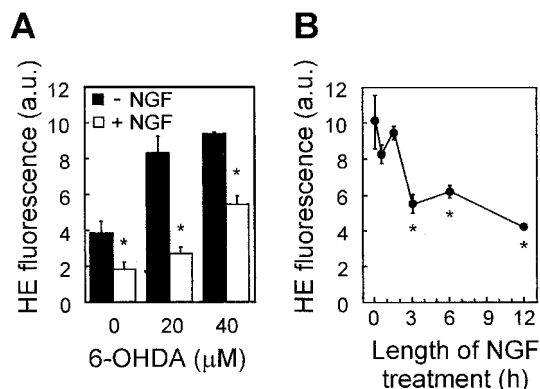 A
HE fluorescence (a.u.)
12
10
8
6
4
2
0
- NGF
+ NGF
*
*
*
0 20 40
6-OHDA (μM)
B
HE fluorescence (a.u.)
12
10
8
6
4
2
0
*
*
*
0 3 6 9 12
Length of NGF
treatment (h)